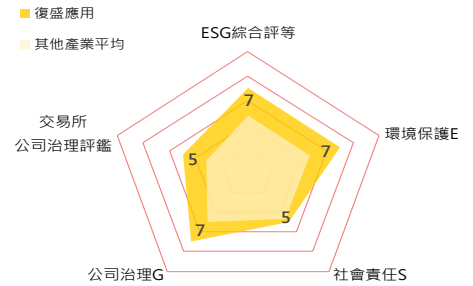 復盛應用
其他產業平均
ESG綜合評等
7
環境保護E
7
社會責任S
5
公司治理G
7
交易所
公司治理評鑑
5